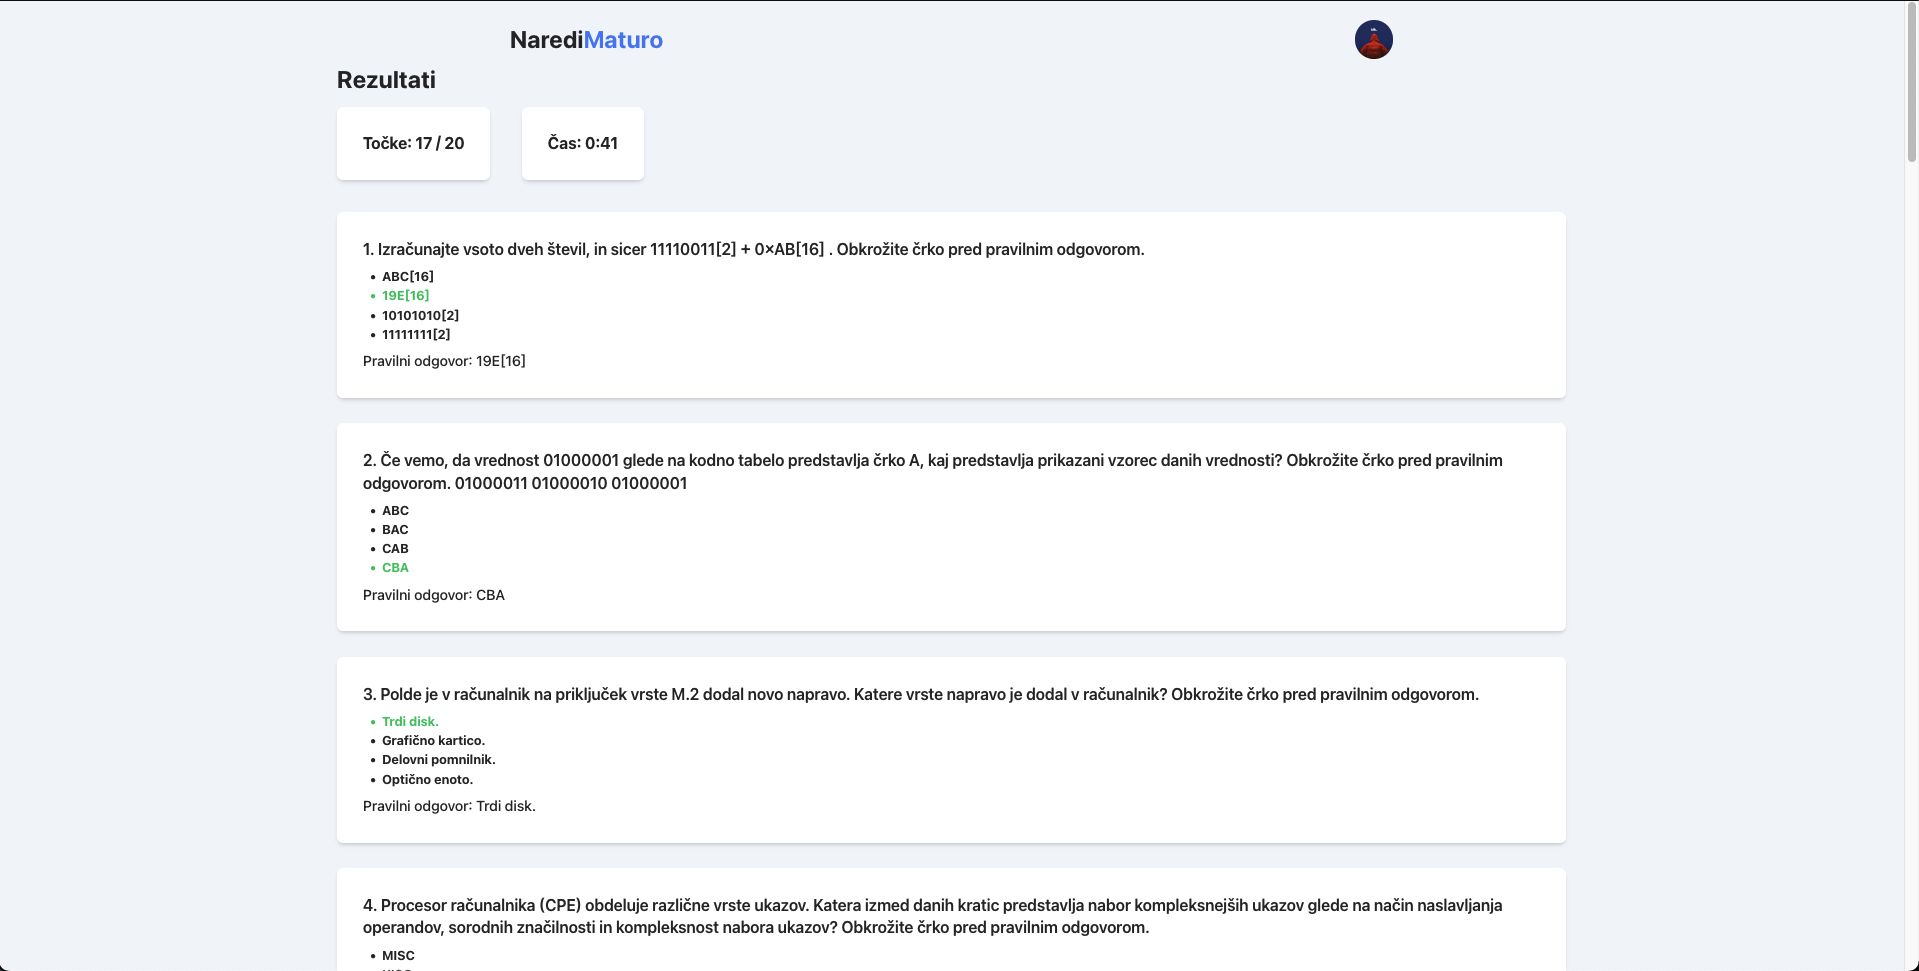 NarediMaturo
Rezultati
Točke: 17 / 20
Čas: 0:41
1. Izračunajte vsoto dveh števil, in sicer 11110011[2] + 0×AB[16] . Obkrožite črko pred pravilnim odgovorom.
• ABC[16]
• 19E[16]
• 10101010[2]
• 11111111[2]
Pravilni odgovor: 19E[16]
2. Če vemo, da vrednost 01000001 glede na kodno tabelo predstavlja črko A, kaj predstavlja prikazani vzorec danih vrednosti? Obkrožite črko pred pravilnim
odgovorom. 01000011 01000010 01000001
• ABC
• BAC
• CAB
• CBA
Pravilni odgovor: CBA
3. Polde je v računalnik na priključek vrste M.2 dodal novo napravo. Katere vrste napravo je dodal v računalnik? Obkrožite črko pred pravilnim odgovorom.
• Trdi disk.
• Grafično kartico.
• Delovni pomnilnik.
• Optično enoto.
Pravilni odgovor: Trdi disk.
4. Procesor računalnika (CPE) obdeluje različne vrste ukazov. Katera izmed danih kratic predstavlja nabor kompleksnejših ukazov glede na način naslavljanja
operandov, sorodnih značilnosti in kompleksnost nabora ukazov? Obkrožite črko pred pravilnim odgovorom.
• MISC